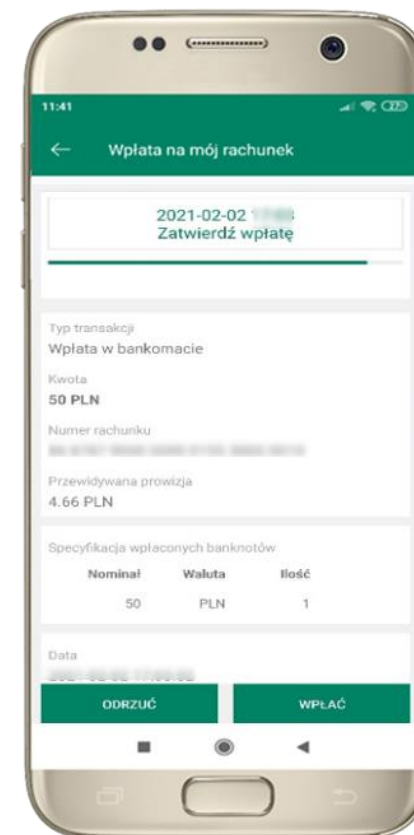 11:41
Wpłata na mój rachunek
2021-02-02
Zatwierdź wpłatę
Typ transakcji
Wpłata w bankomacie
Kwota
50 PLN
Numer rachunku
Przewidywana prowizja
4.66 PLN
Specyfikacja wpłaconych banknotów
Nominał Waluta Ilość
50 PLN 1
Data
ODRZUĆ WPŁAĆ